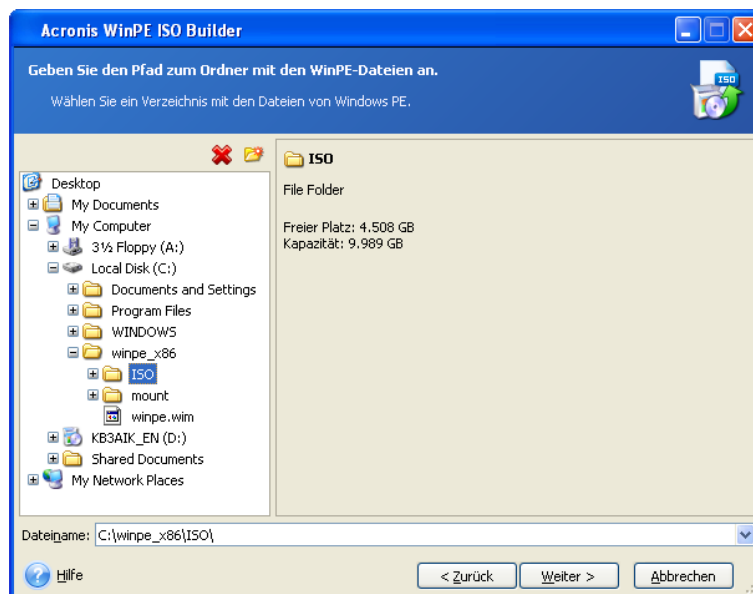 Acronis WinPE ISO Builder
Geben Sie den Pfad zum Ordner mit den WinPE-Dateien an.
Wählen Sie ein Verzeichnis mit den Dateien von Windows PE.
ISO
Desktop
My Documents
My Computer
3½ Floppy (A:)
Local Disk (C:)
Documents and Settings
Program Files
WINDOWS
winpe_x86
ISO
mount
winpe.wim
KB3AIK_EN (D:)
Shared Documents
My Network Places
ISO
File Folder
Freier Platz: 4.508 GB
Kapazität: 9.989 GB
Dateiname: C:\winpe_x86\ISO\
Hilfe
< Zurück
Weiter >
Abbrechen